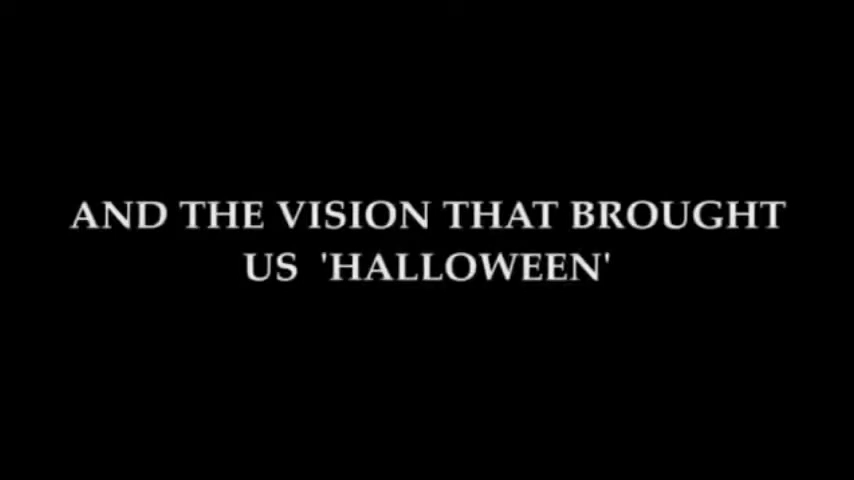 AND THE VISION THAT BROUGHT
US 'HALLOWEEN'